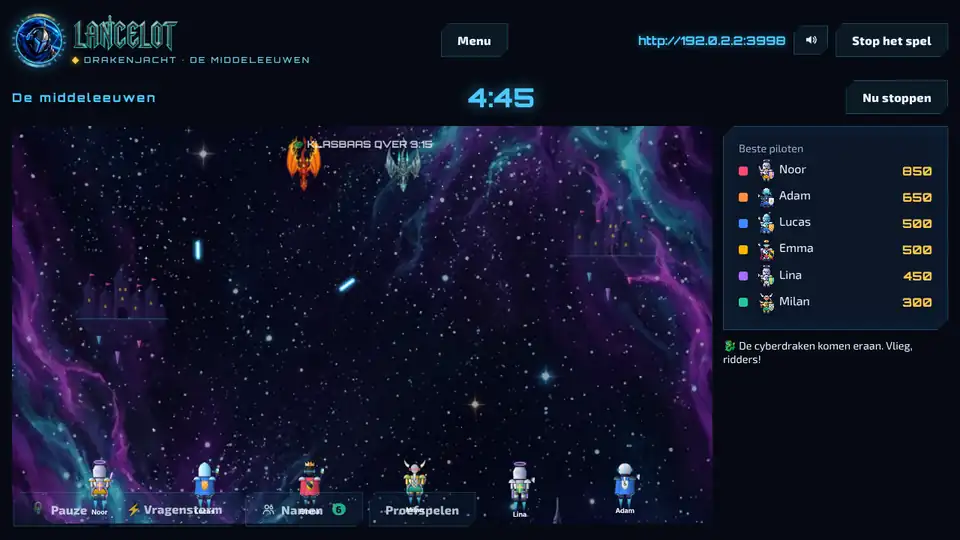 LANCELOT
DRAKENJACHT · DE MIDDELEEUWEN
Menu
http://192.0.2.2:3998
Stop het spel
De middeleeuwen
4:45
Nu stoppen
KLASBAAS OVER 9:15
Beste piloten
Noor 850
Adam 650
Lucas 500
Emma 500
Lina 450
Milan 300
De cyberdraken komen eraan. Vlieg,
ridders!
Pauze
Vragenstorm
Namen 6
Proefspelen
Noor
Lina
Adam